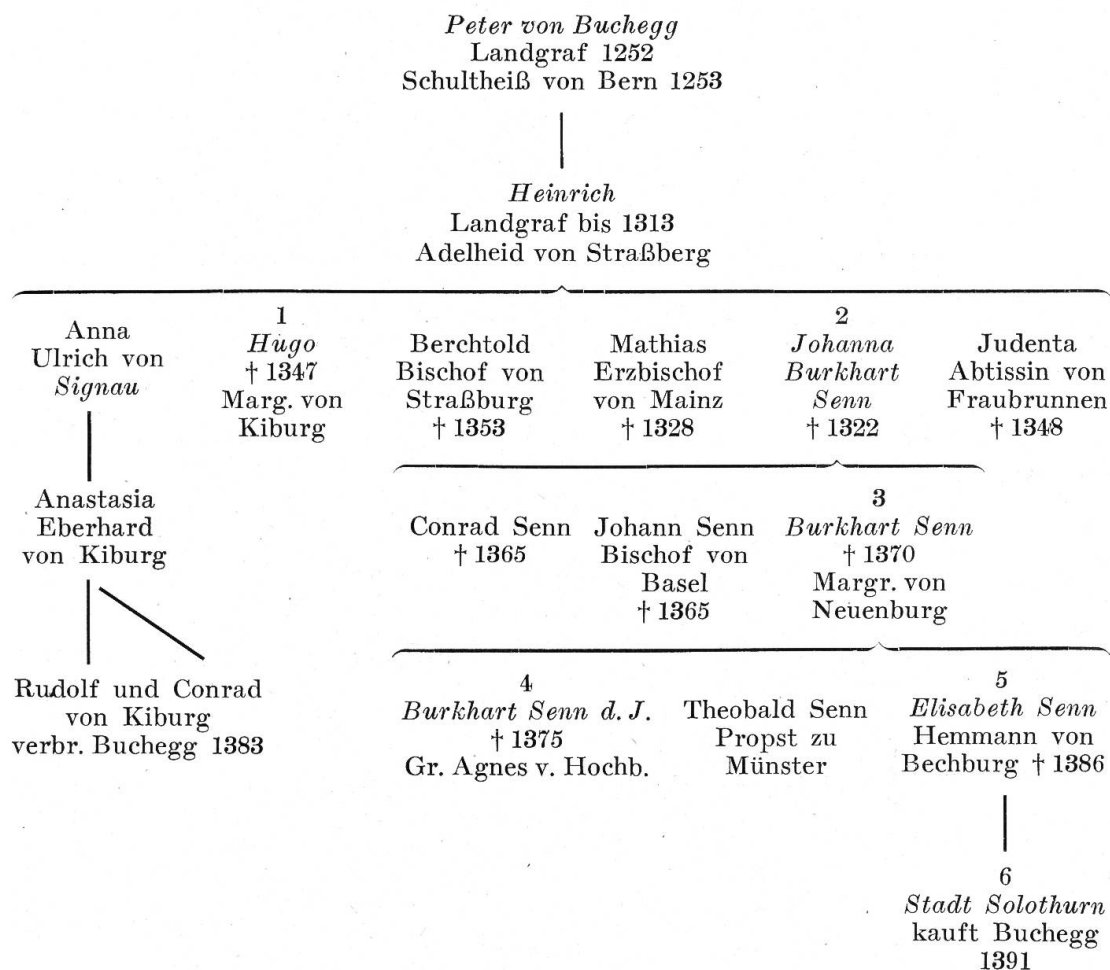 Peter von Buchegg
Landgraf 1252
Schultheiß von Bern 1253
Heinrich
Landgraf bis 1313
Adelheid von Straßberg
Anna
Ulrich von
Signau
1
Hugo
† 1347
Marg. von
Kiburg
Berchtold
Bischof von
Straßburg
† 1353
Mathias
Erzbischof
von Mainz
† 1328
2
Johanna
Burkhart
Senn
† 1322
Judenta
Abtissin von
Fraubrunnen
† 1348
Anastasia
Eberhard
von Kiburg
Conrad Senn
† 1365
Johann Senn
Bischof von
Basel
† 1365
3
Burkhart Senn
† 1370
Margr. von
Neuenburg
Rudolf und Conrad
von Kiburg
verbr. Buchegg 1383
4
Burkhart Senn d. J.
† 1375
Gr. Agnes v. Hochb.
Theobald Senn
Propst zu
Münster
5
Elisabeth Senn
Hemmann von
Bechburg † 1386
6
Stadt Solothurn
kauft Buchegg
1391